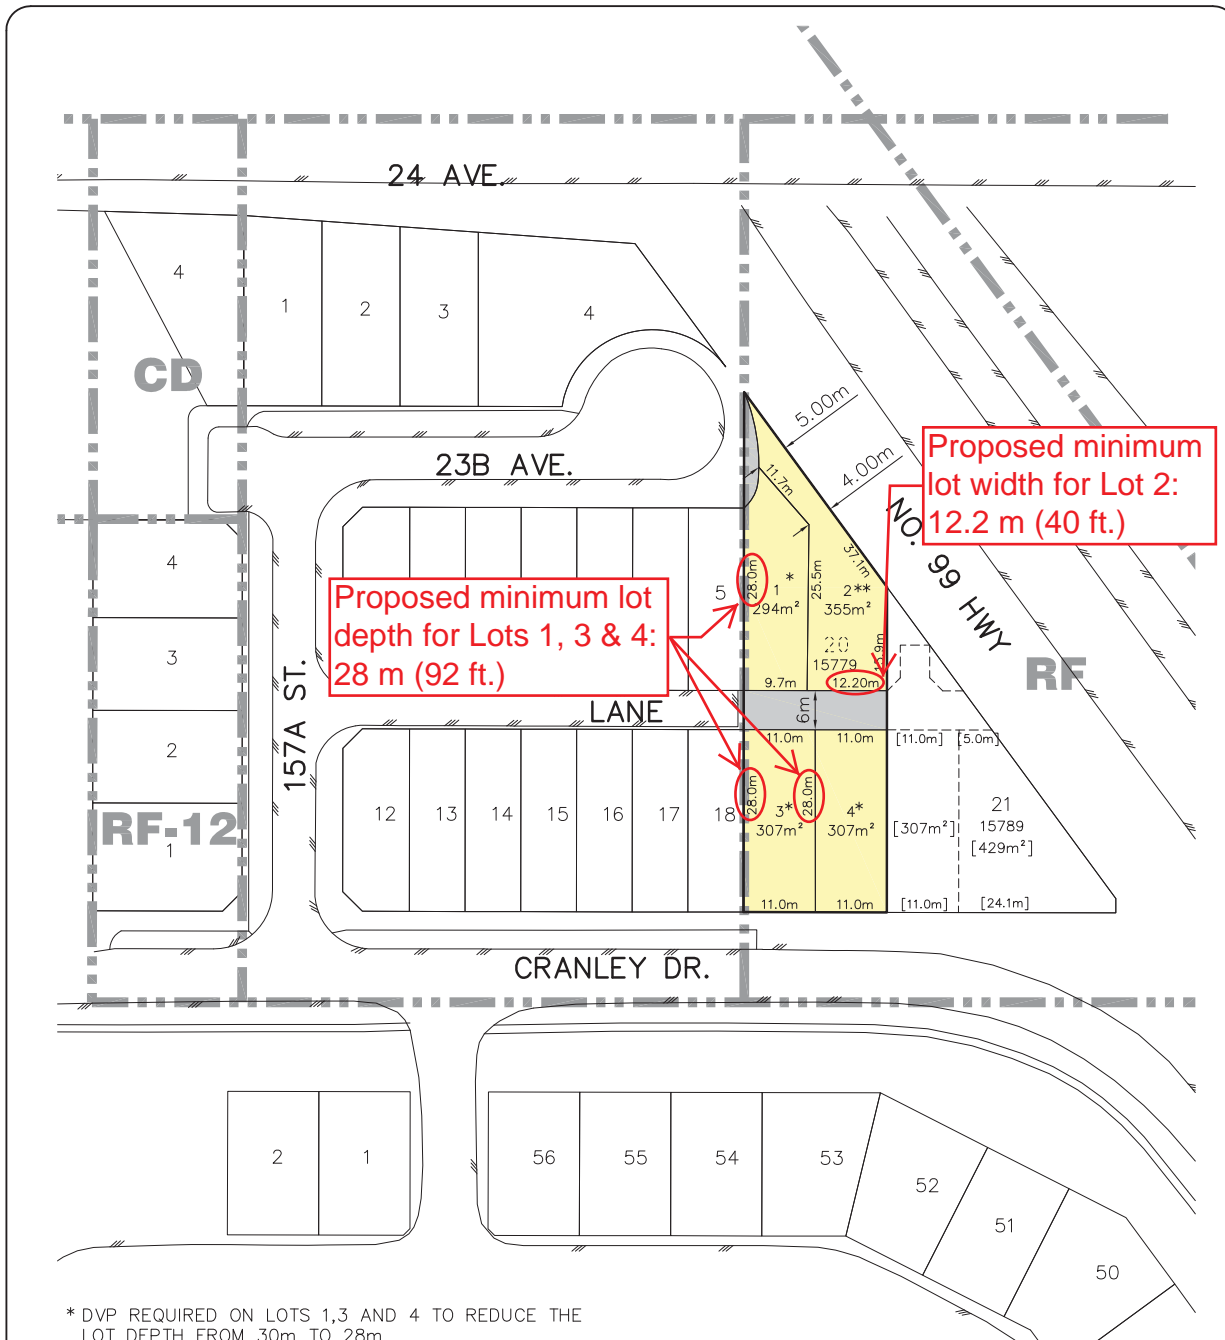 24 AVE.
4
1
2
3
4
CD
5.00m
4.00m
Proposed minimum
lot width for Lot 2:
12.2 m (40 ft.)
23B AVE.
11.7m
37.1m
NO. 99 HWY
4
3
2
1
RF-12
157A ST.
Proposed minimum lot
depth for Lots 1, 3 & 4:
28 m (92 ft.)
5
28.0m
1 *
294m²
25.5m
2**
355m²
20
15779
9.7m
12.20m
RF
LANE
6m
11.0m
11.0m
[11.0m]
[5.0m]
12
13
14
15
16
17
18
28.0m
3*
307m²
28.0m
4*
307m²
[307m²]
21
15789
[429m²]
11.0m
11.0m
[11.0m]
[24.1m]
CRANLEY DR.
2
1
56
55
54
53
52
51
50
* DVP REQUIRED ON LOTS 1,3 AND 4 TO REDUCE THE
LOT DEPTH FROM 30m TO 28m